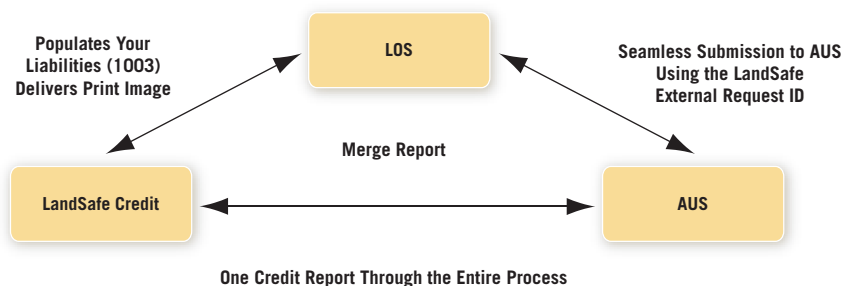 Populates Your
Liabilities (1003)
Delivers Print Image
LOS
Seamless Submission to AUS
Using the LandSafe
External Request ID
Merge Report
LandSafe Credit
AUS
One Credit Report Through the Entire Process